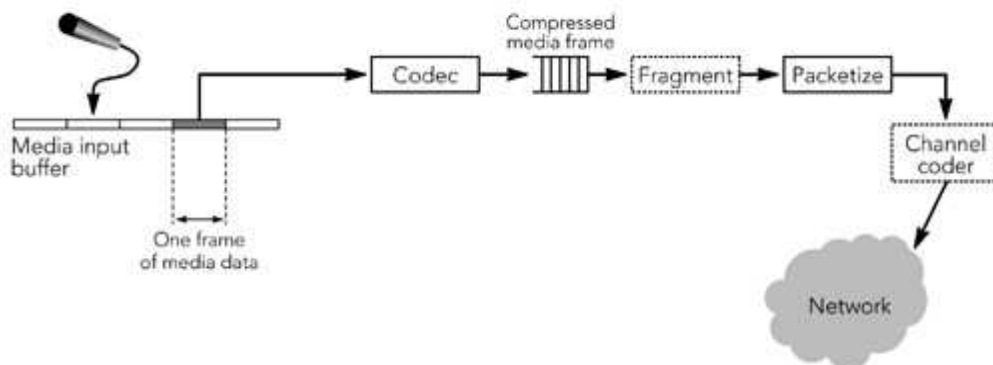 Media input
buffer
One frame
of media data
Codec
Compressed
media frame
Fragment
Packetize
Channel
coder
Network